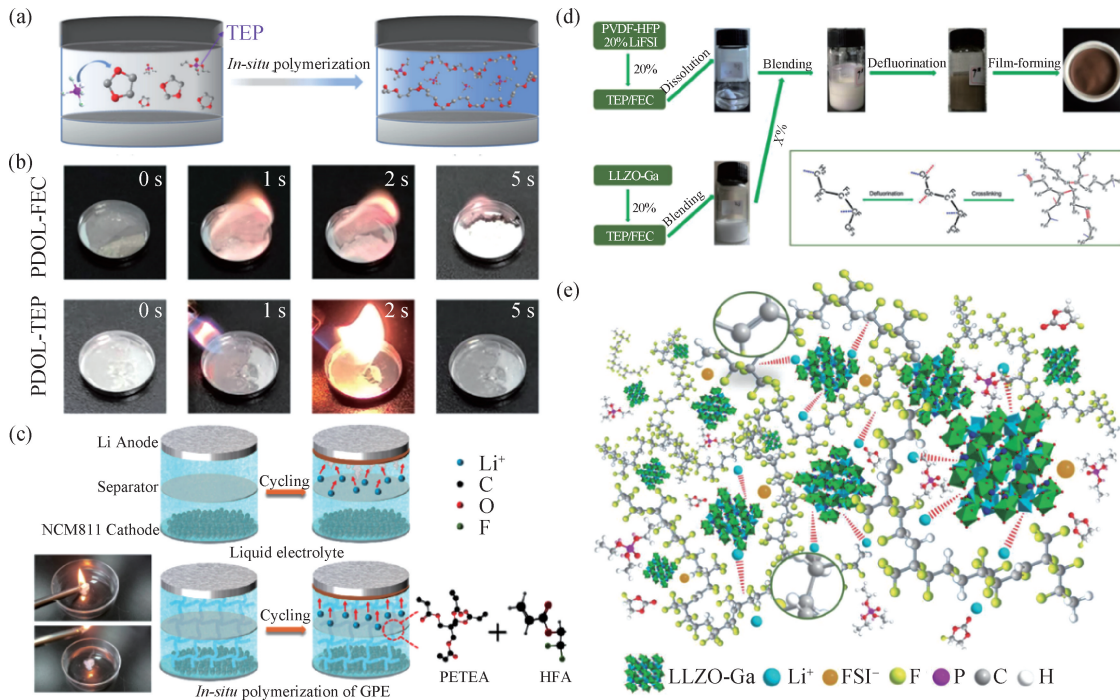 (a)
TEP
In-situ polymerization
(b)
PDOL-FEC
0 s
1 s
2 s
5 s
PDOL-TEP
0 s
1 s
2 s
5 s
(c)
Li Anode
Separator
NCM811 Cathode
Cycling
Li⁺
C
O
F
Liquid electrolyte
Cycling
In-situ polymerization of GPE
PETEA
+
HFA
(d)
PVDF-HFP
20% LiFSI
20%
TEP/FEC
Dissolution
Blending
Defluorination
Film-forming
X%
LLZO-Ga
20%
TEP/FEC
Blending
Defluorination
Crosslinking
(e)
LLZO-Ga
Li⁺
FSI⁻
F
P
C
H